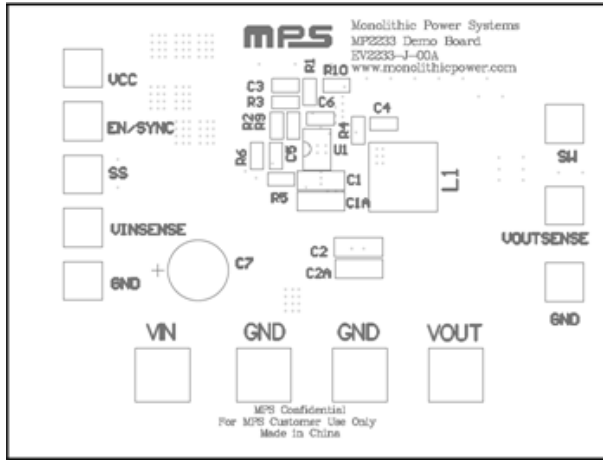 mps
Monolithic Power Systems
MP2233 Demo Board
EV2233-J-00A
www.monolithicpower.com
VCC
EN/SYNC
SS
VINSENSE
GND
C3
R1
R10
R3
C6
C4
R2
R9
R4
U1
R6
C5
L1
R5
C1
C1A
C2
C2A
C7
SW
VOUTSENSE
GND
VIN
GND
GND
VOUT
MPS Confidential
For MPS Customer Use Only
Made in China